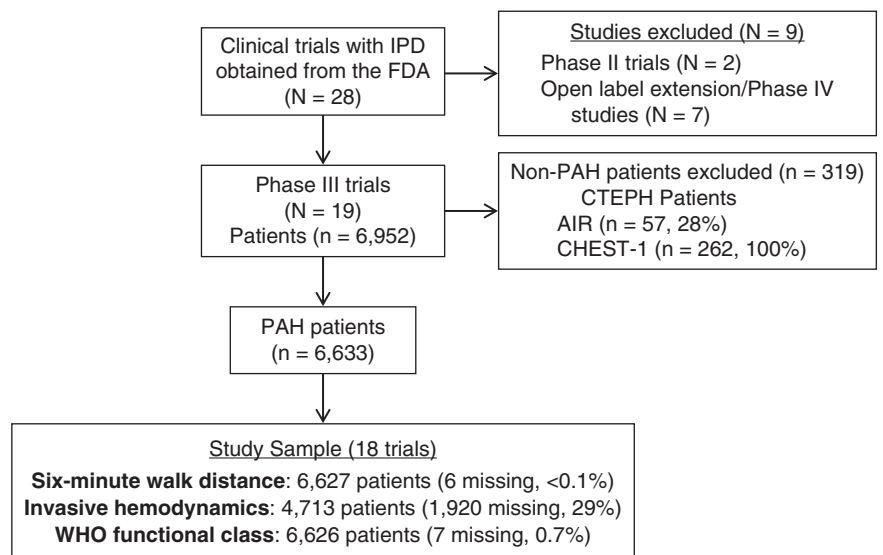 Clinical trials with IPD
obtained from the FDA
(N = 28)
Studies excluded (N = 9)
Phase II trials (N = 2)
Open label extension/Phase IV
studies (N = 7)
Phase III trials
(N = 19)
Patients (n = 6,952)
Non-PAH patients excluded (n = 319)
CTEPH Patients
AIR (n = 57, 28%)
CHEST-1 (n = 262, 100%)
PAH patients
(n = 6,633)
Study Sample (18 trials)
Six-minute walk distance: 6,627 patients (6 missing, <0.1%)
Invasive hemodynamics: 4,713 patients (1,920 missing, 29%)
WHO functional class: 6,626 patients (7 missing, 0.7%)